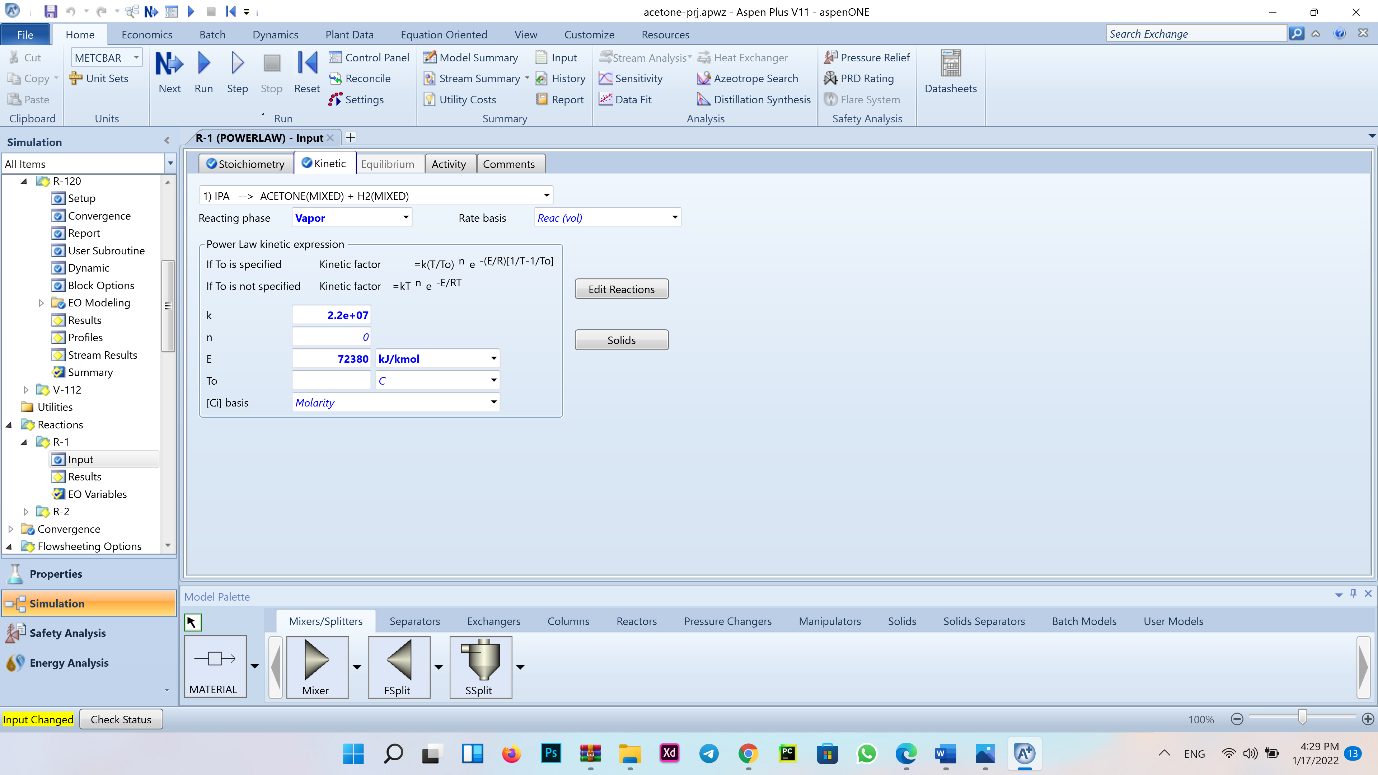 acetone-prj.apwz - Aspen Plus V11 - aspenONE
File Home Economics Batch Dynamics Plant Data Equation Oriented View Customize Resources Search Exchange
Cut
Copy
Paste
Clipboard
METCBAR
Unit Sets
Units
Next Run Step Stop Reset
Control Panel
Reconcile
Settings
Run
Model Summary Input
Stream Summary History
Utility Costs Report
Summary
Stream Analysis Heat Exchanger
Sensitivity Azeotrope Search
Data Fit Distillation Synthesis
Analysis
Pressure Relief
PRD Rating
Flare System
Safety Analysis
Datasheets
Simulation
All Items
R-120
Setup
Convergence
Report
User Subroutine
Dynamic
Block Options
EO Modeling
Results
Profiles
Stream Results
Summary
V-112
Utilities
Reactions
R-1
Input
Results
EO Variables
R-2
Convergence
Flowsheeting Options
Properties
Simulation
Safety Analysis
Energy Analysis
R-1 (POWERLAW) - Input
Stoichiometry Kinetic Equilibrium Activity Comments
1) IPA --> ACETONE(MIXED) + H2(MIXED)
Reacting phase Vapor Rate basis Reac (vol)
Power Law kinetic expression
If To is specified Kinetic factor =k(T/To) n e -(E/R)[1/T-1/To]
If To is not specified Kinetic factor =kT n e -E/RT
k 2.2e+07
n 0
E 72380 kJ/kmol
To C
[Ci] basis Molarity
Edit Reactions
Solids
Model Palette
Mixers/Splitters Separators Exchangers Columns Reactors Pressure Changers Manipulators Solids Solids Separators Batch Models User Models
MATERIAL Mixer FSplit SSplit
Input Changed Check Status 100%
Ps Xd PC W
ENG 4:29 PM
1/17/2022 13